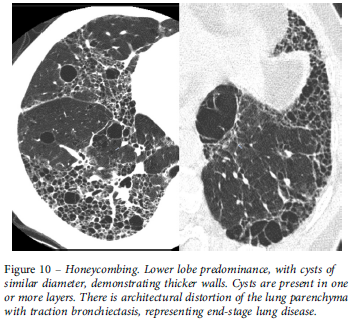 Figure 10 – Honeycombing. Lower lobe predominance, with cysts of
similar diameter, demonstrating thicker walls. Cysts are present in one
or more layers. There is architectural distortion of the lung parenchyma
with traction bronchiectasis, representing end-stage lung disease.